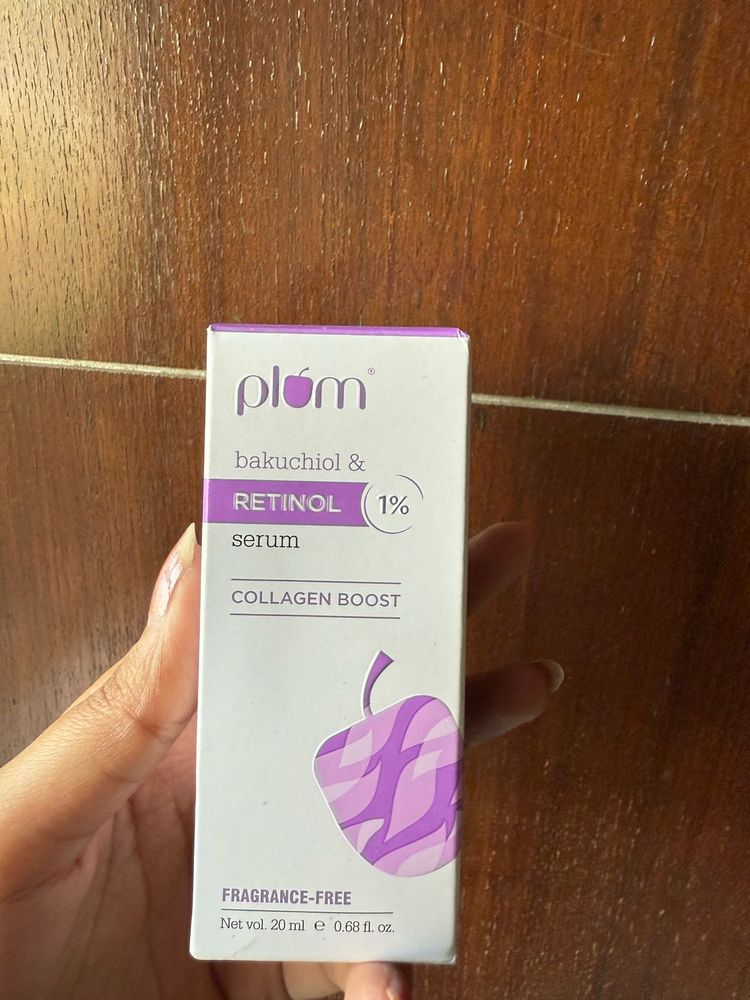 plum®
bakuchiol &
RETINOL 1%
serum
COLLAGEN BOOST
FRAGRANCE-FREE
Net vol. 20 ml ℮ 0.68 fl. oz.